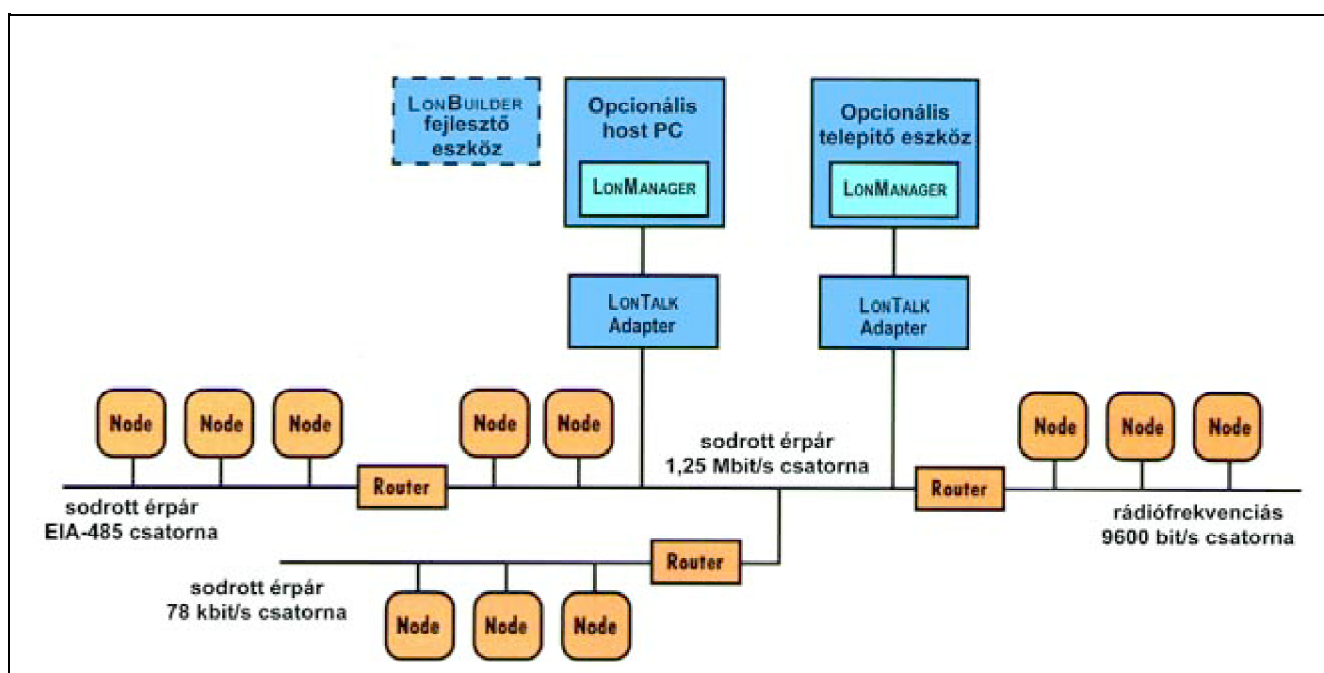 LONBUILDER
fejlesztő
eszköz
Opcionális
host PC
LONMANAGER
Opcionális
telepitő eszköz
LONMANAGER
LONTALK
Adapter
LONTALK
Adapter
Node
Node
Node
Node
Node
sodrott érpár
1,25 Mbit/s csatorna
Node
Node
Node
Router
Router
sodrott érpár
EIA-485 csatorna
rádiófrekvenciás
9600 bit/s csatorna
Router
sodrott érpár
78 kbit/s csatorna
Node
Node
Node